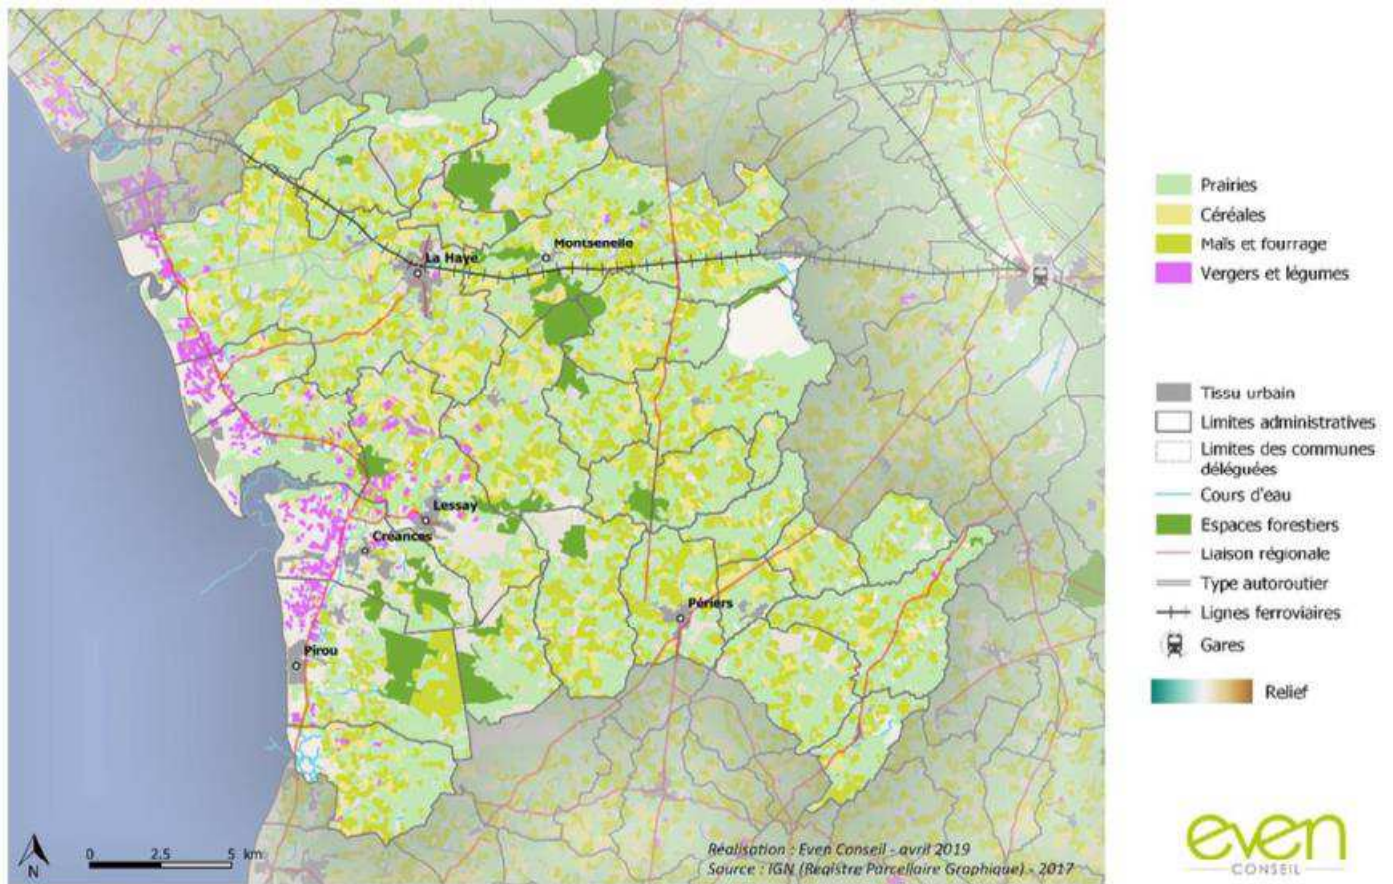 Montsenelle
La Haye
Lessay
Créances
Périers
Pirou
N
0 2.5 5 km
Réalisation : Even Conseil - avril 2019
Source : IGN (Registre Parcellaire Graphique) - 2017
Prairies
Céréales
Maïs et fourrage
Vergers et légumes
Tissu urbain
Limites administratives
Limites des communes
déléguées
Cours d'eau
Espaces forestiers
Liaison régionale
Type autoroutier
Lignes ferroviaires
Gares
Relief
even
CONSEIL